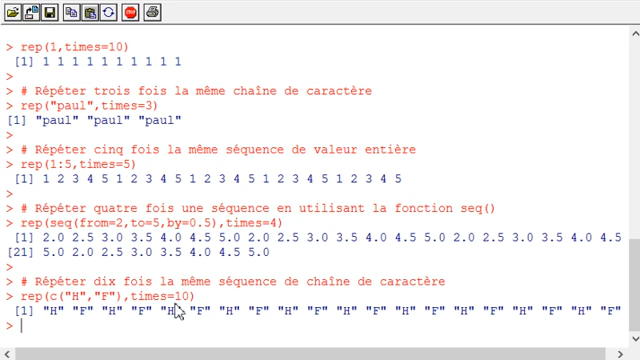 > rep(1,times=10)
[1] 1 1 1 1 1 1 1 1 1 1
>
> # Répéter trois fois la même chaîne de caractère
> rep("paul",times=3)
[1] "paul" "paul" "paul"
>
> # Répéter cinq fois la même séquence de valeur entière
> rep(1:5,times=5)
[1] 1 2 3 4 5 1 2 3 4 5 1 2 3 4 5 1 2 3 4 5 1 2 3 4 5
>
> # Répéter quatre fois une séquence en utilisant la fonction seq()
> rep(seq(from=2,to=5,by=0.5),times=4)
[1] 2.0 2.5 3.0 3.5 4.0 4.5 5.0 2.0 2.5 3.0 3.5 4.0 4.5 5.0 2.0 2.5 3.0 3.5 4.0 4.5
[21] 5.0 2.0 2.5 3.0 3.5 4.0 4.5 5.0
>
> # Répéter dix fois la même séquence de chaîne de caractère
> rep(c("H","F"),times=10)
[1] "H" "F" "H" "F" "H" "F" "H" "F" "H" "F" "H" "F" "H" "F" "H" "F" "H" "F" "H" "F"
>